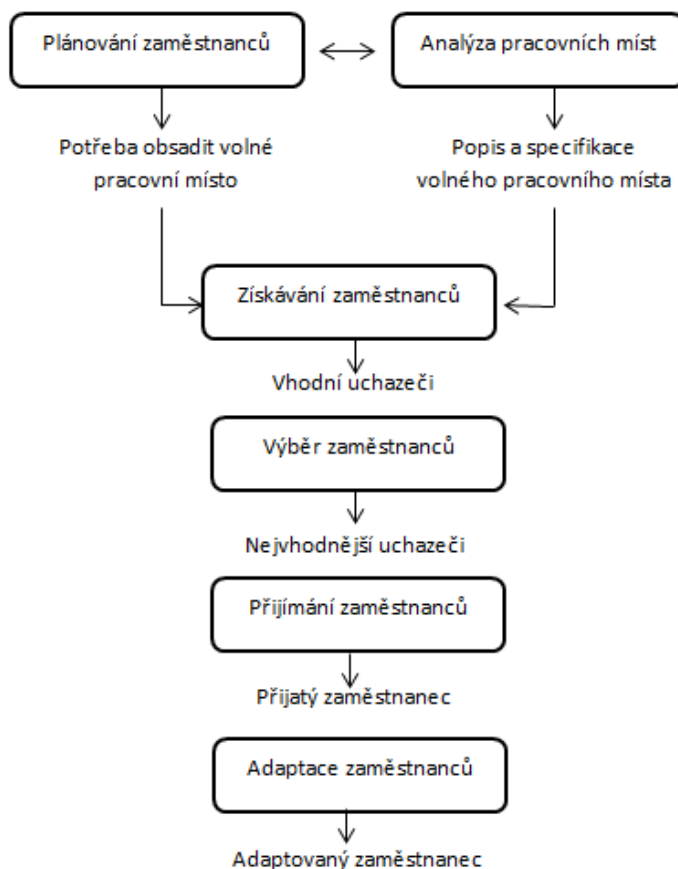 Plánování zaměstnanců
Analýza pracovních míst
Potřeba obsadit volné
pracovní místo
Popis a specifikace
volného pracovního místa
Získávání zaměstnanců
Vhodní uchazeči
Výběr zaměstnanců
Nejvhodnější uchazeči
Přijímání zaměstnanců
Přijatý zaměstnanec
Adaptace zaměstnanců
Adaptovaný zaměstnanec